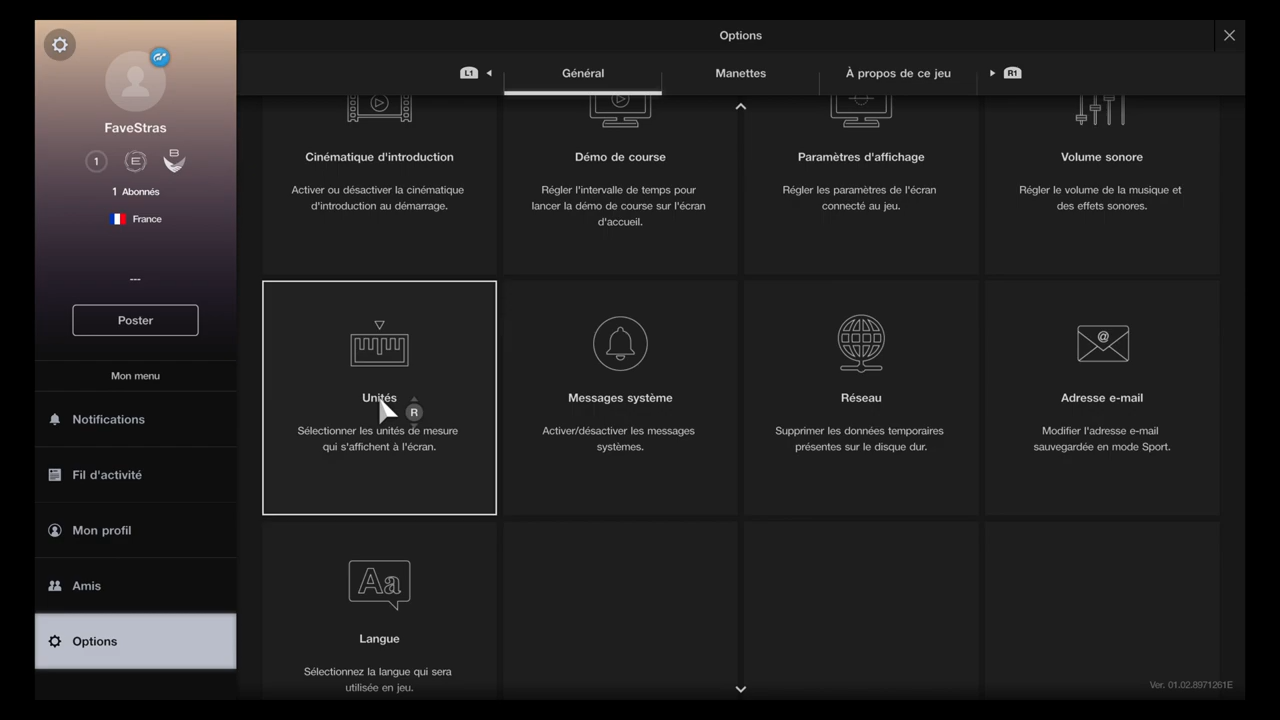 Options
L1
Général
Manettes
À propos de ce jeu
R1
FaveStras
1
E
B
1 Abonnés
France
---
Poster
Mon menu
Notifications
Fil d'activité
Mon profil
Amis
Options
Cinématique d'introduction
Activer ou désactiver la cinématique
d'introduction au démarrage.
Démo de course
Régler l'intervalle de temps pour
lancer la démo de course sur l'écran
d'accueil.
Paramètres d'affichage
Régler les paramètres de l'écran
connecté au jeu.
Volume sonore
Régler le volume de la musique et
des effets sonores.
Unités
R
Sélectionner les unités de mesure
qui s'affichent à l'écran.
Messages système
Activer/désactiver les messages
systèmes.
Réseau
Supprimer les données temporaires
présentes sur le disque dur.
@
Adresse e-mail
Modifier l'adresse e-mail
sauvegardée en mode Sport.
Aa
Langue
Sélectionnez la langue qui sera
utilisée en jeu.
Ver. 01.02.8971261E